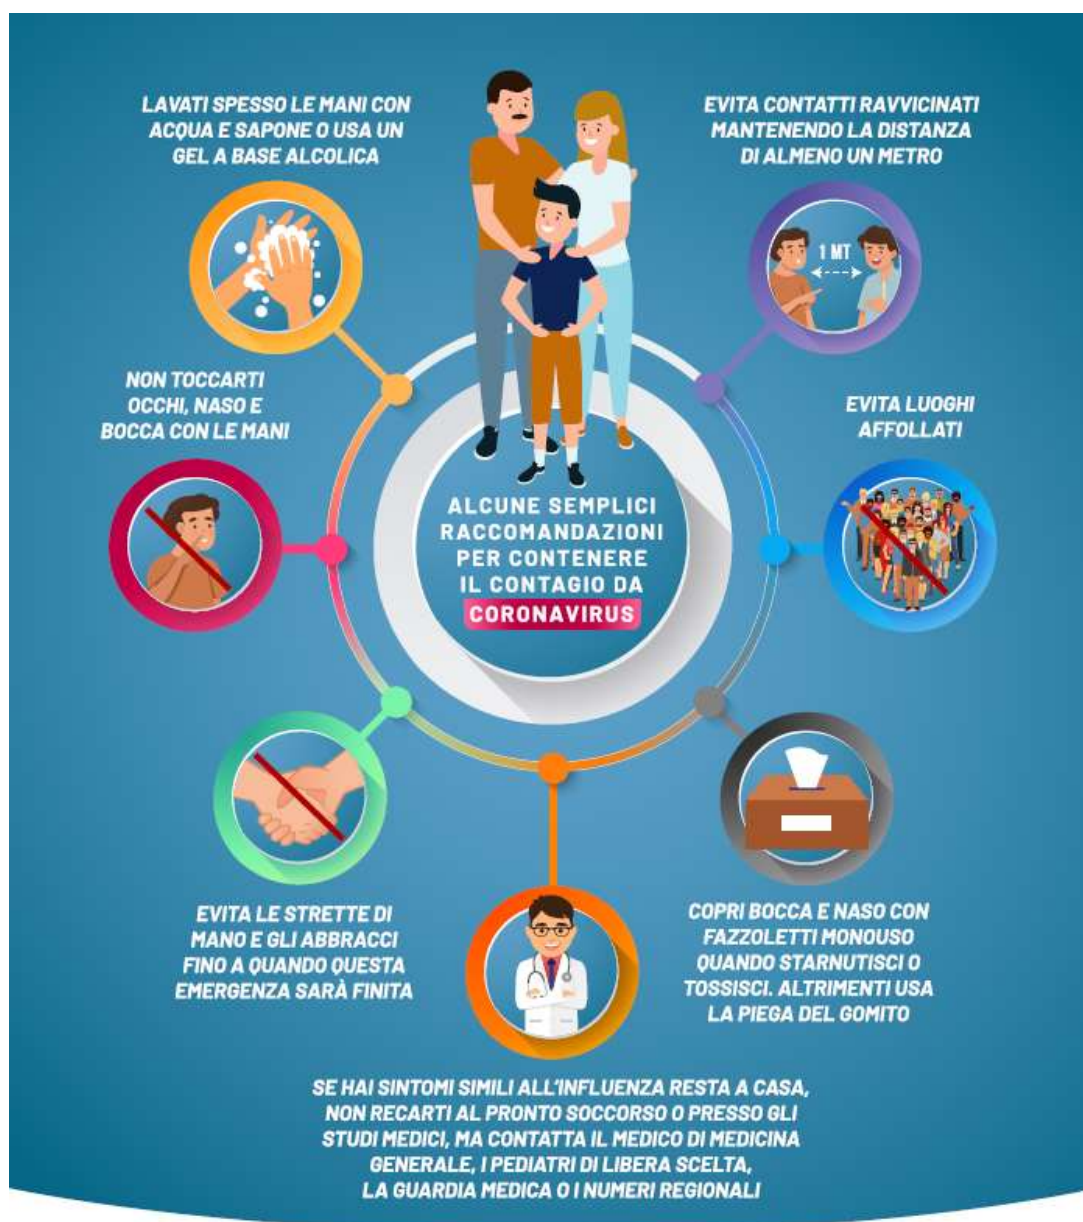 LAVATI SPESSO LE MANI CON
ACQUA E SAPONE O USA UN
GEL A BASE ALCOLICA
EVITA CONTATTI RAVVICINATI
MANTENENDO LA DISTANZA
DI ALMENO UN METRO
1 MT
NON TOCCARTI
OCCHI, NASO E
BOCCA CON LE MANI
EVITA LUOGHI
AFFOLLATI
ALCUNE SEMPLICI
RACCOMANDAZIONI
PER CONTENERE
IL CONTAGIO DA
CORONAVIRUS
EVITA LE STRETTE DI
MANO E GLI ABBRACCI
FINO A QUANDO QUESTA
EMERGENZA SARÀ FINITA
COPRI BOCCA E NASO CON
FAZZOLETTI MONOUSO
QUANDO STARNUTISCI O
TOSSISCI. ALTRIMENTI USA
LA PIEGA DEL GOMITO
SE HAI SINTOMI SIMILI ALL'INFLUENZA RESTA A CASA,
NON RECARTI AL PRONTO SOCCORSO O PRESSO GLI
STUDI MEDICI, MA CONTATTA IL MEDICO DI MEDICINA
GENERALE, I PEDIATRI DI LIBERA SCELTA,
LA GUARDIA MEDICA O I NUMERI REGIONALI